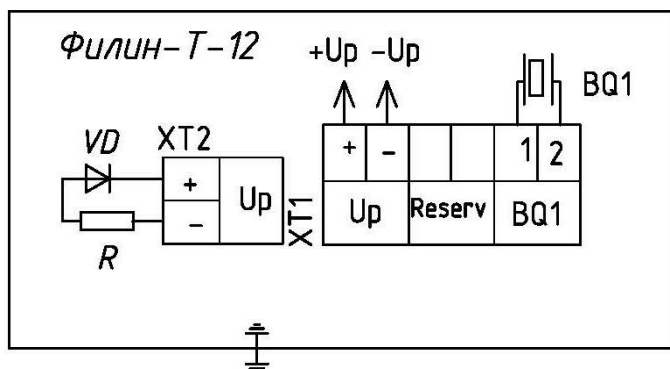 Филин-Т-12
+Up -Up
BQ1
VD
XT2
+ - 1 2
+ Up
-
XT1
Up Reserv BQ1
R